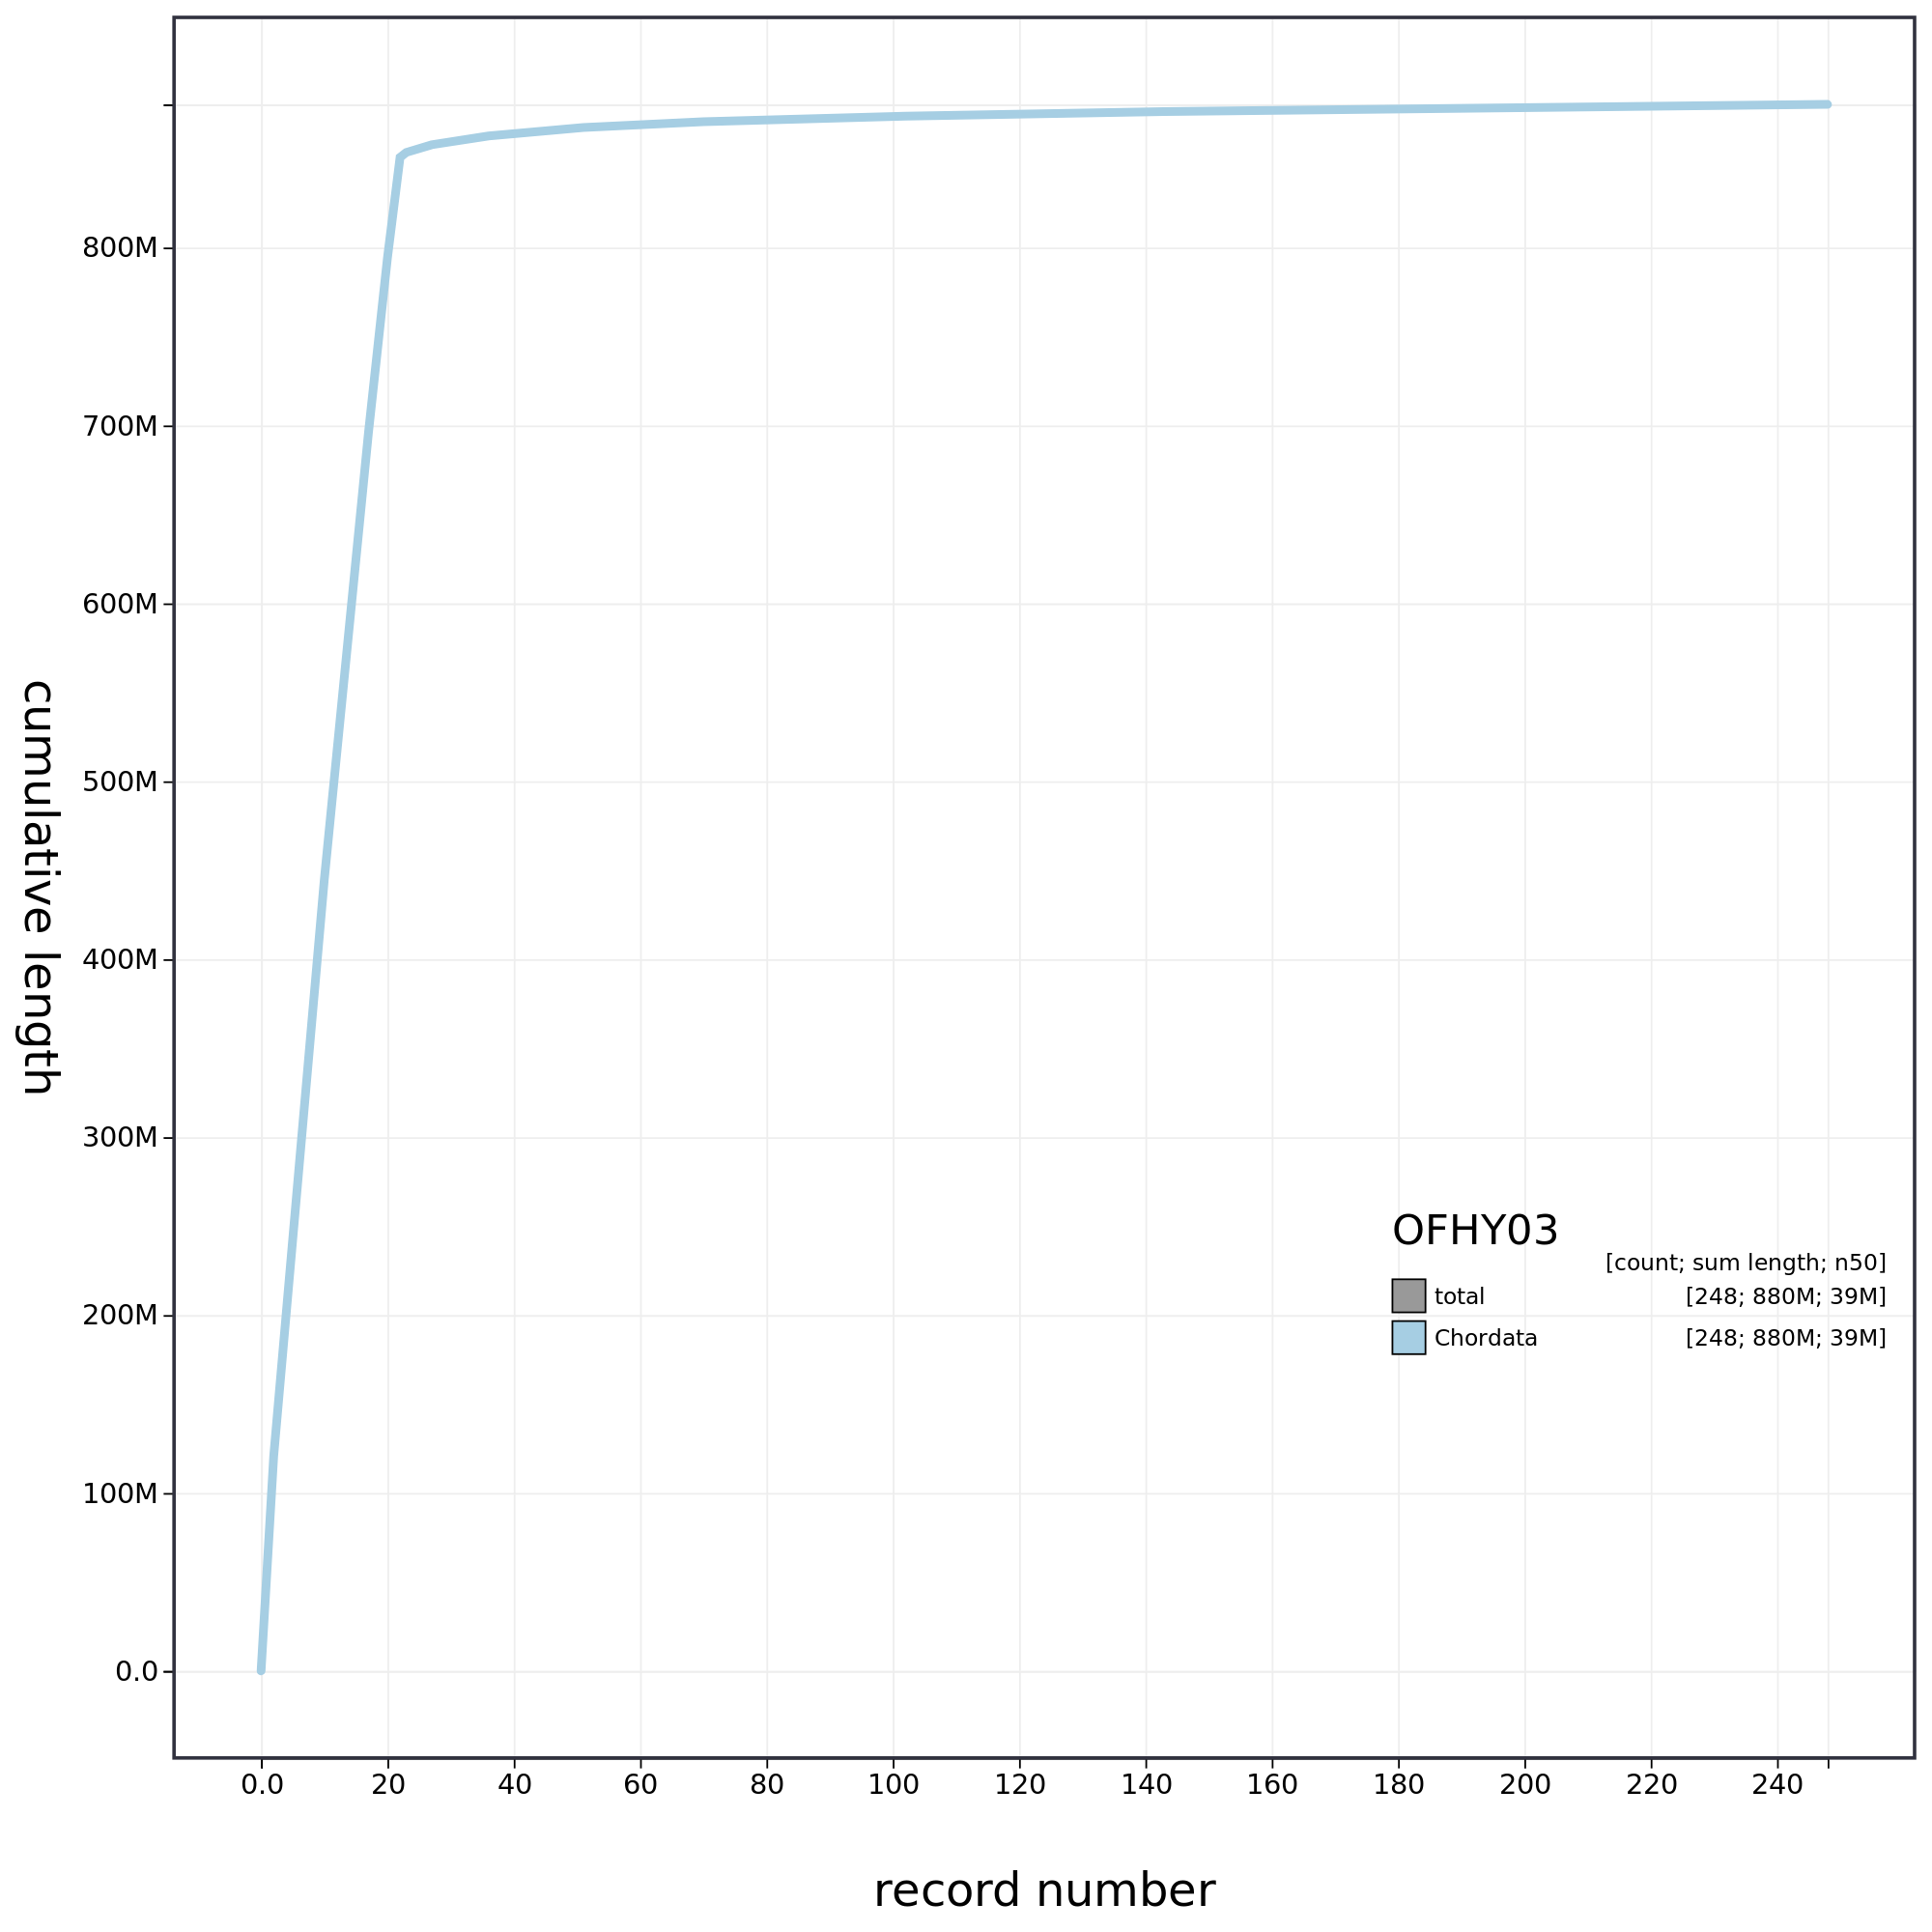 800M
700M
600M
500M
400M
300M
200M
100M
0.0
cumulative length
OFHY03
[count; sum length; n50]
total [248; 880M; 39M]
Chordata [248; 880M; 39M]
0.0 20 40 60 80 100 120 140 160 180 200 220 240
record number